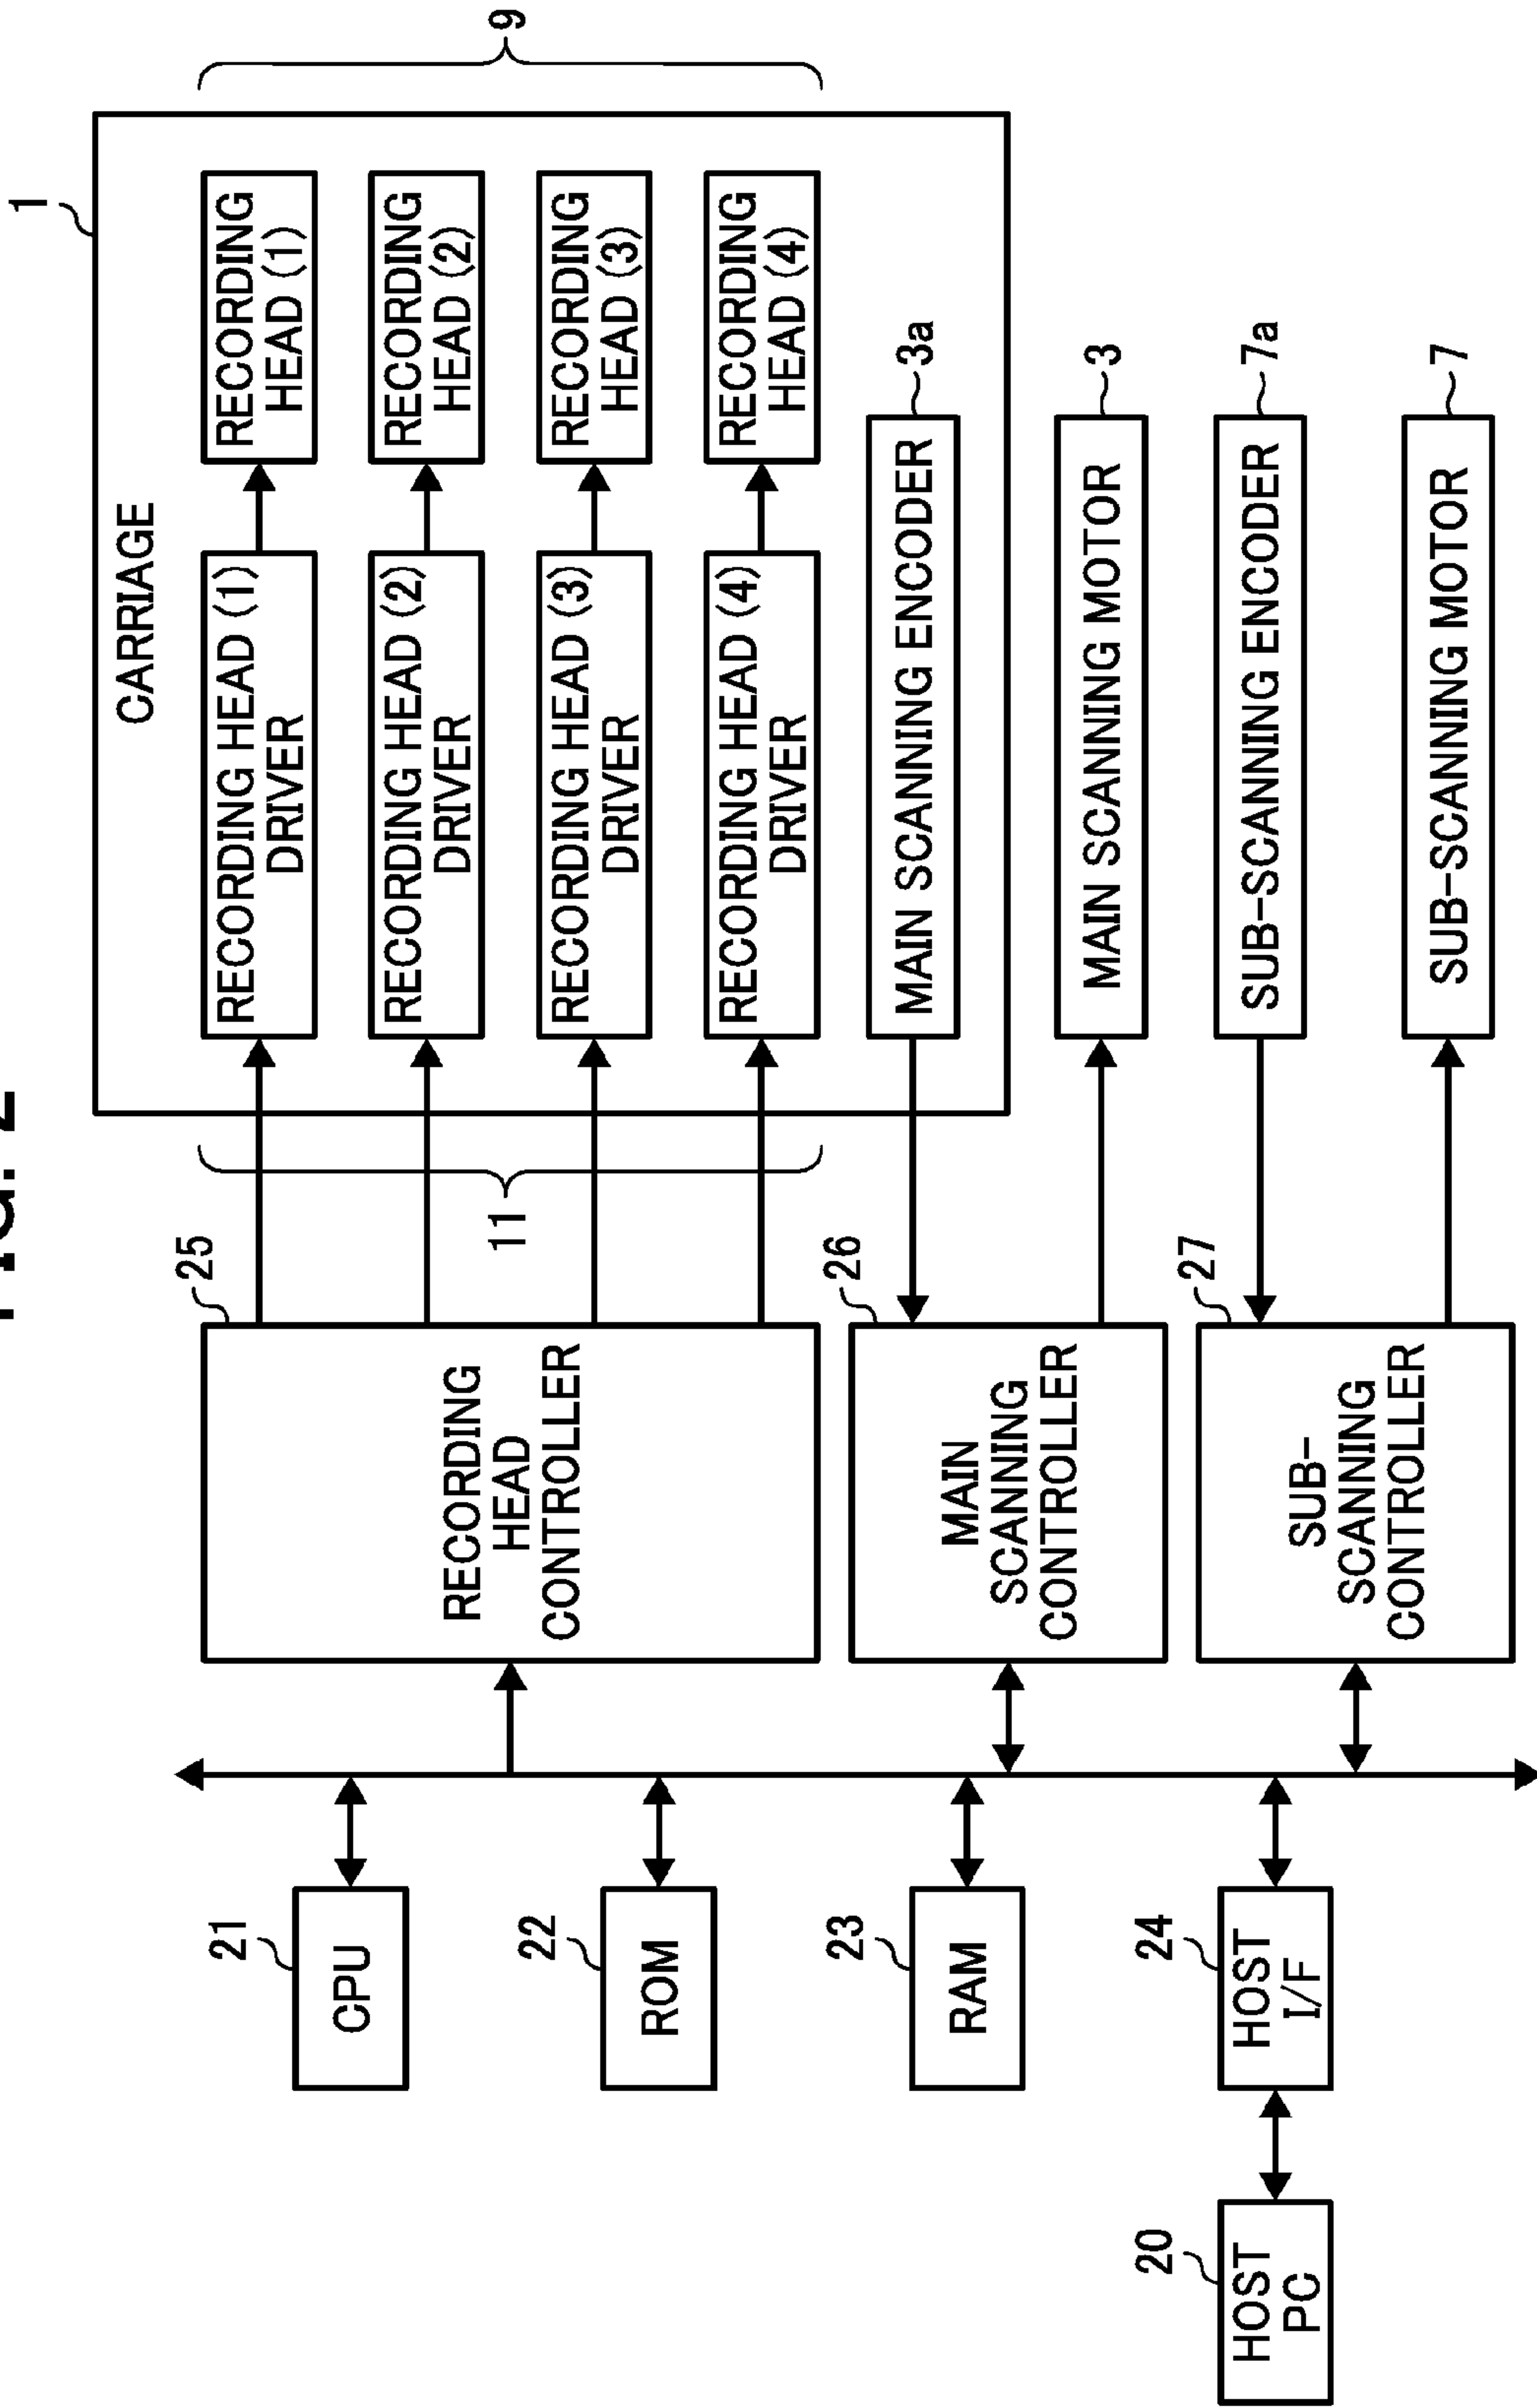 1
CARRIAGE
9
RECORDING HEAD (1)
DRIVER
RECORDING
HEAD (1)
RECORDING HEAD (2)
DRIVER
RECORDING
HEAD (2)
RECORDING HEAD (3)
DRIVER
RECORDING
HEAD (3)
RECORDING HEAD (4)
DRIVER
RECORDING
HEAD (4)
11
MAIN SCANNING ENCODER
3a
MAIN SCANNING MOTOR
3
SUB-SCANNING ENCODER
7a
SUB-SCANNING MOTOR
7
25
RECORDING
HEAD
CONTROLLER
26
MAIN
SCANNING
CONTROLLER
27
SUB-
SCANNING
CONTROLLER
21
CPU
22
ROM
23
RAM
24
HOST
I/F
20
HOST
PC